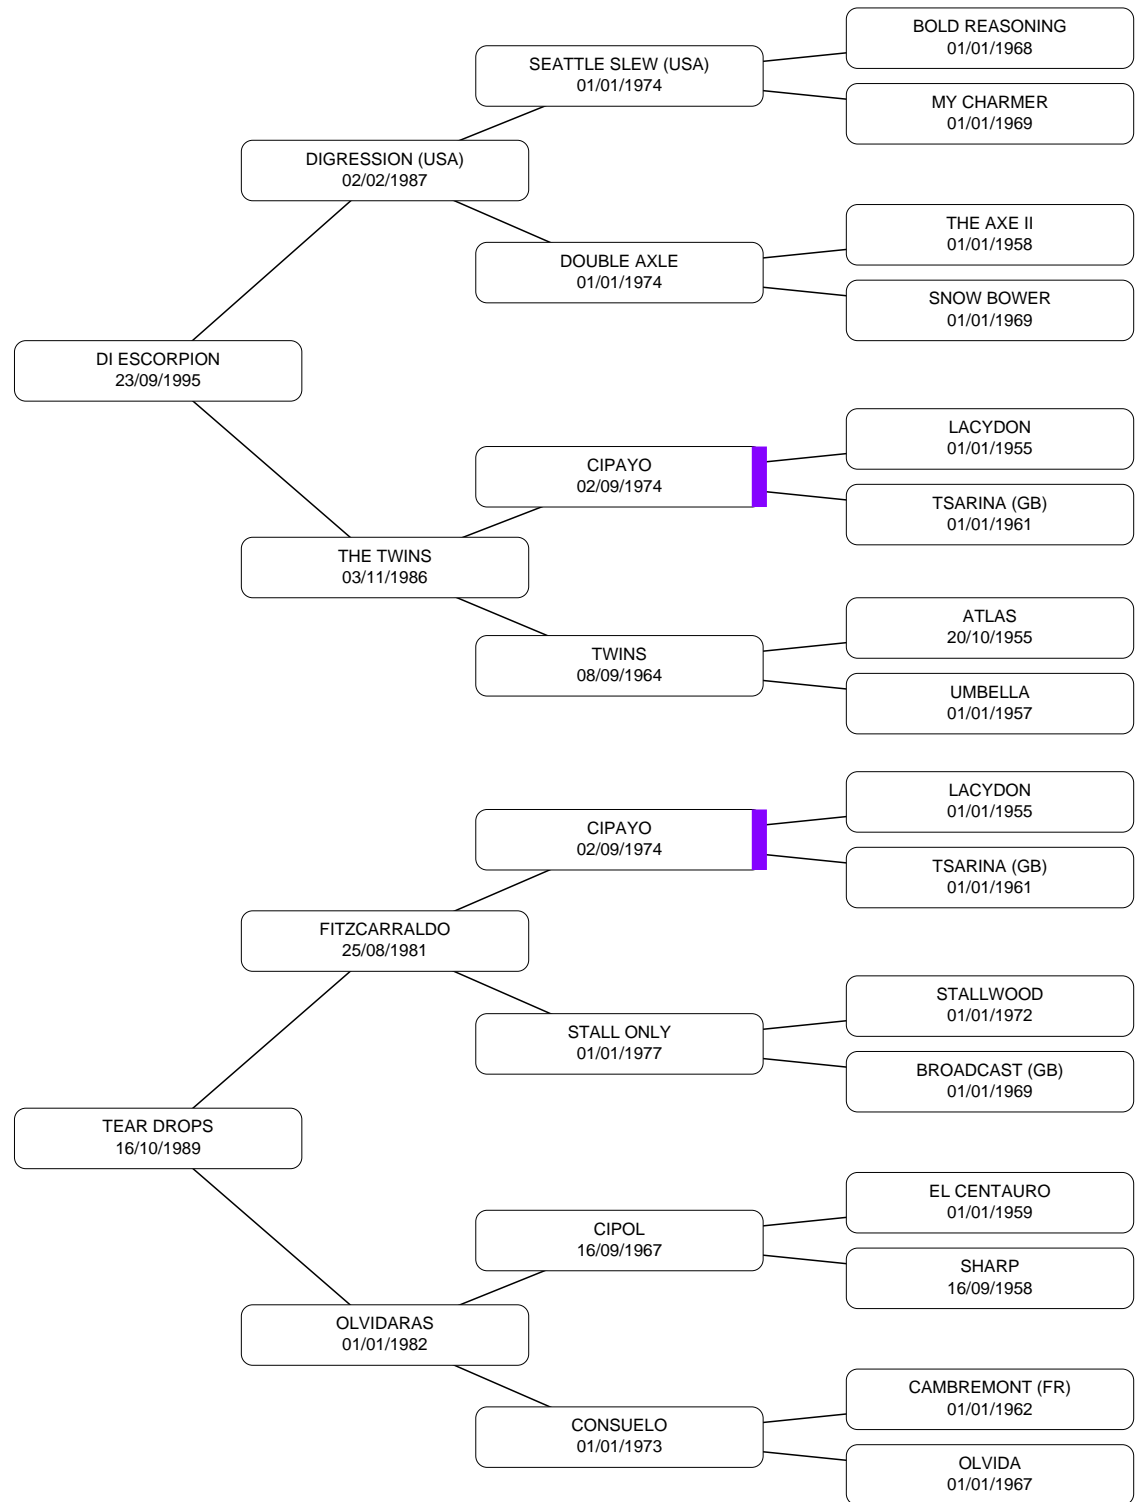 BOLD REASONING
01/01/1968
SEATTLE SLEW (USA)
01/01/1974
MY CHARMER
01/01/1969
DIGRESSION (USA)
02/02/1987
THE AXE II
01/01/1958
DOUBLE AXLE
01/01/1974
SNOW BOWER
01/01/1969
DI ESCORPION
23/09/1995
LACYDON
01/01/1955
CIPAYO
02/09/1974
TSARINA (GB)
01/01/1961
THE TWINS
03/11/1986
ATLAS
20/10/1955
TWINS
08/09/1964
UMBELLA
01/01/1957
LACYDON
01/01/1955
CIPAYO
02/09/1974
TSARINA (GB)
01/01/1961
FITZCARRALDO
25/08/1981
STALLWOOD
01/01/1972
STALL ONLY
01/01/1977
BROADCAST (GB)
01/01/1969
TEAR DROPS
16/10/1989
EL CENTAURO
01/01/1959
CIPOL
16/09/1967
SHARP
16/09/1958
OLVIDARAS
01/01/1982
CAMBREMONT (FR)
01/01/1962
CONSUELO
01/01/1973
OLVIDA
01/01/1967